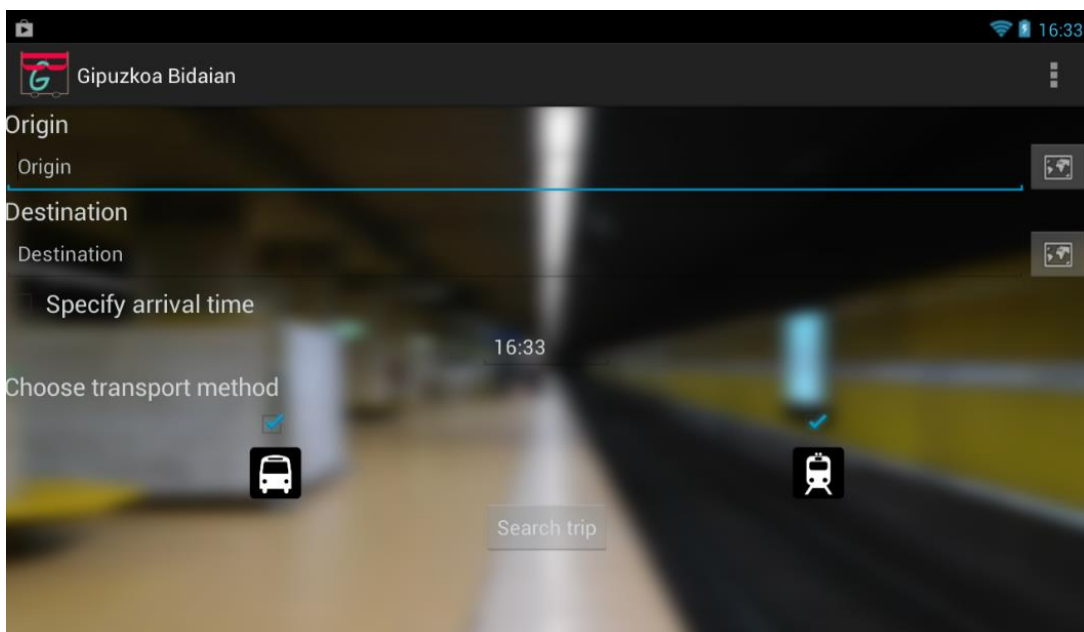 16:33
Gipuzkoa Bidaian
Origin
Origin
Destination
Destination
Specify arrival time
16:33
Choose transport method
Search trip